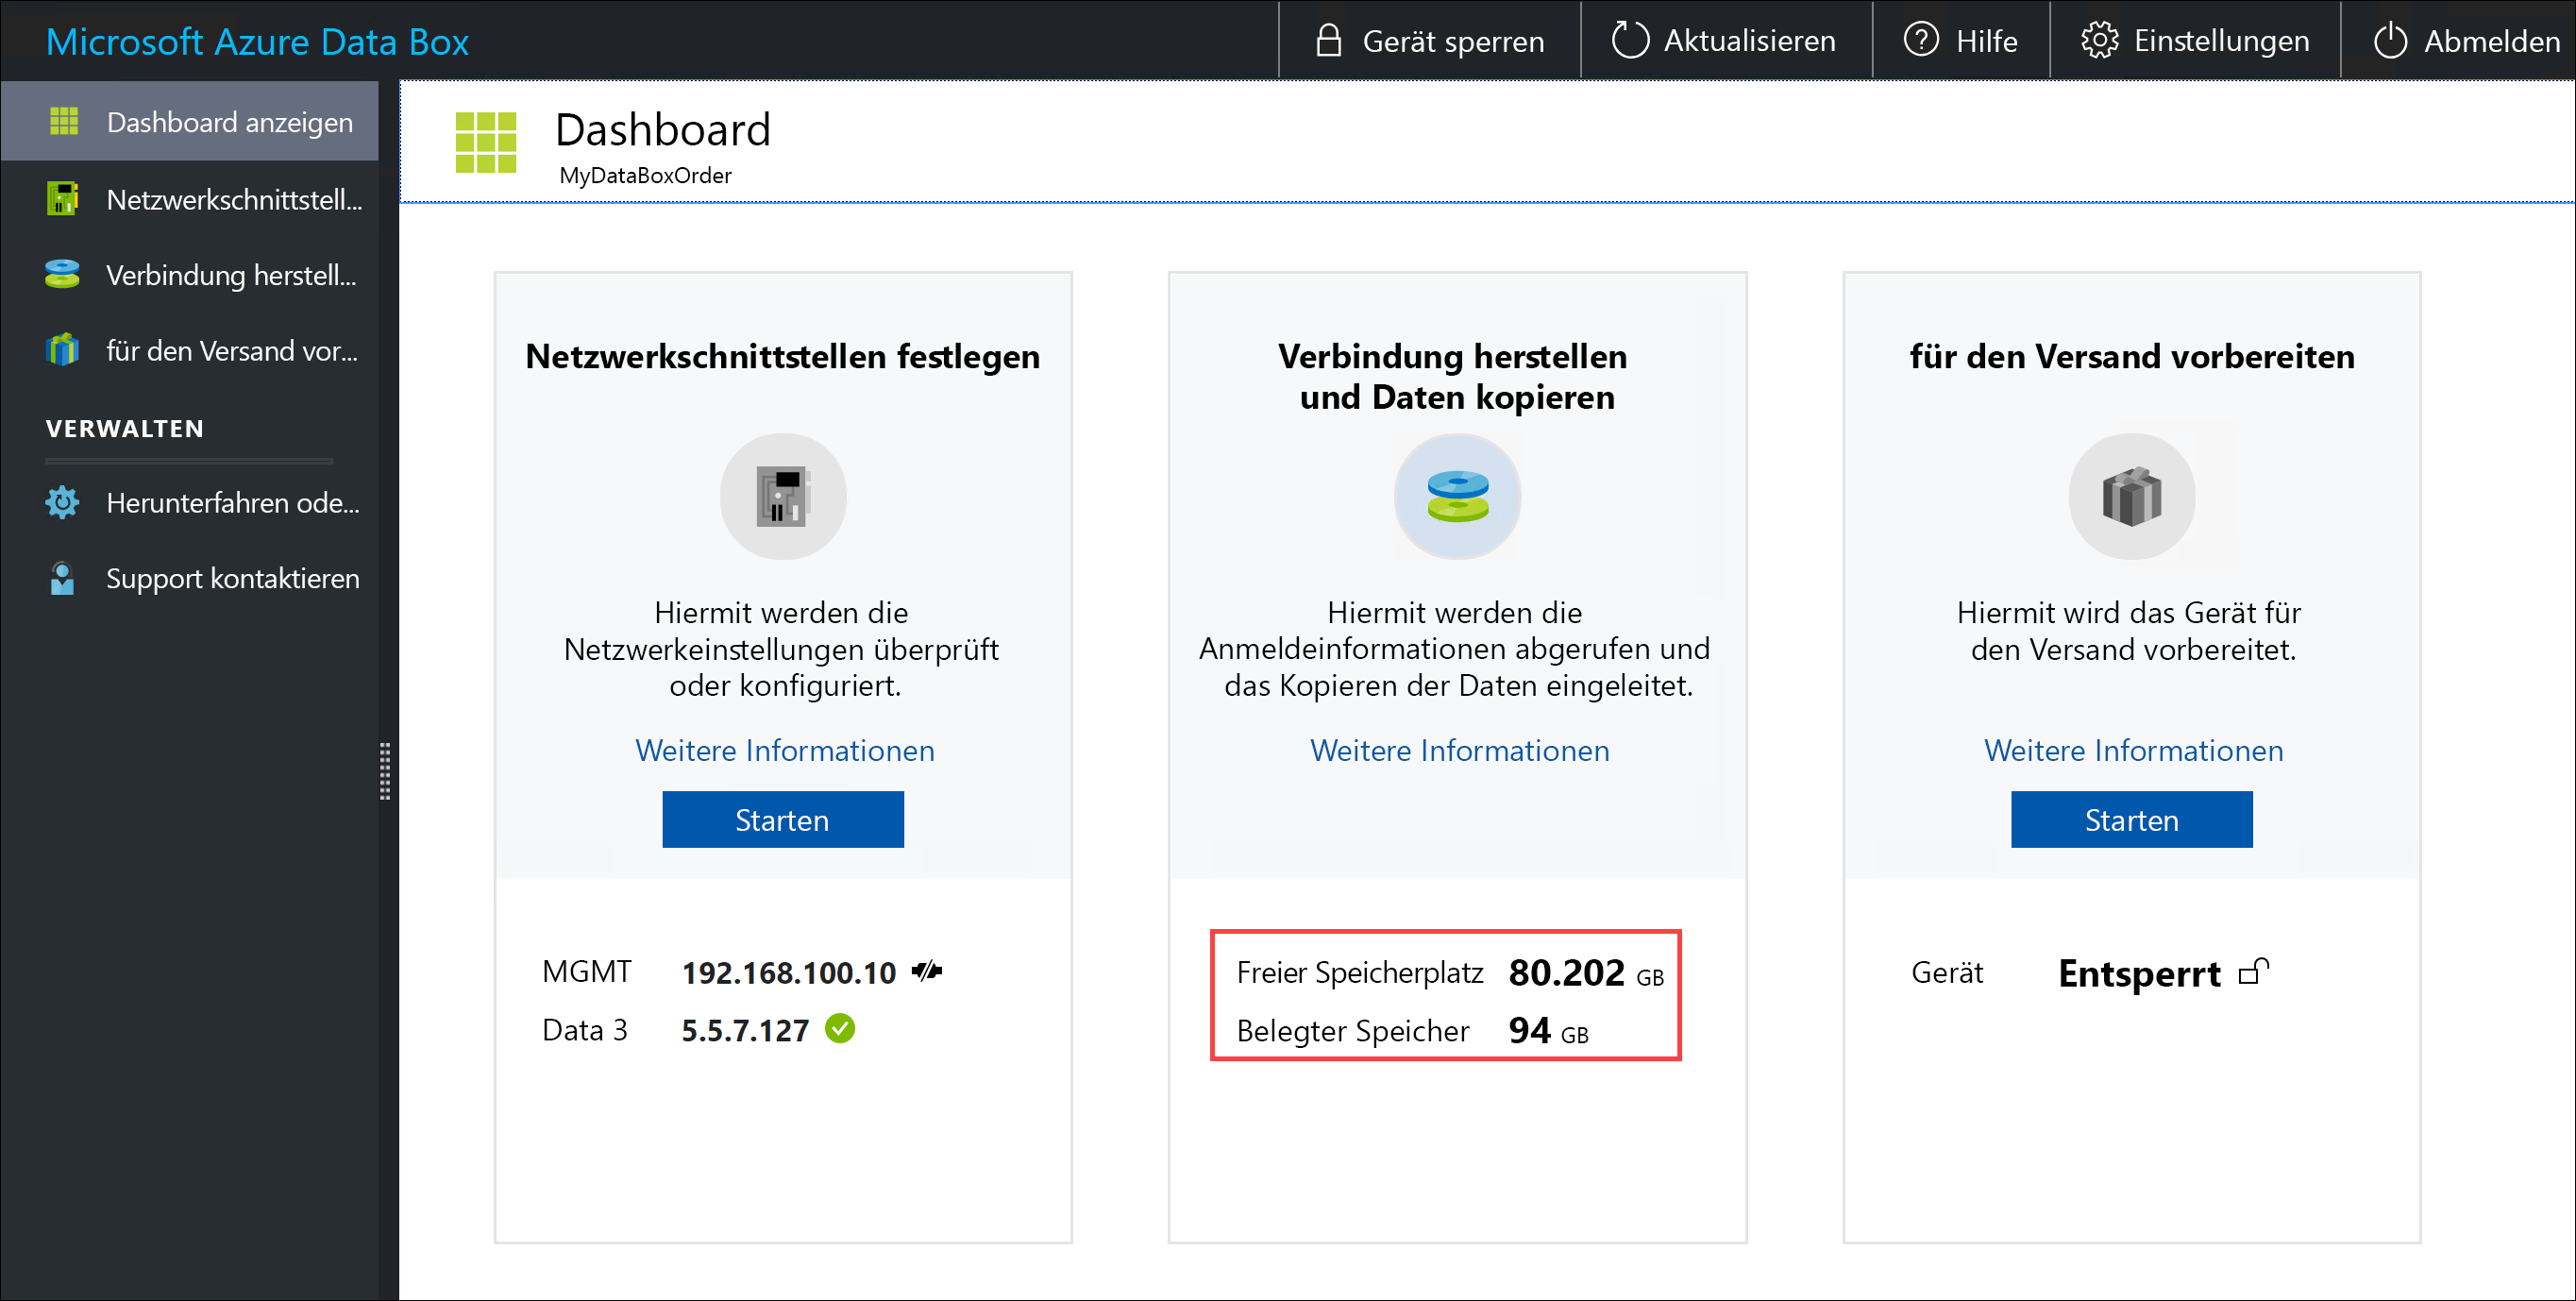 Microsoft Azure Data Box
Gerät sperren
Aktualisieren
Hilfe
Einstellungen
Abmelden
Dashboard anzeigen
Netzwerkschnittstell...
Verbindung herstell...
für den Versand vor...
VERWALTEN
Herunterfahren ode...
Support kontaktieren
Dashboard
MyDataBoxOrder
Netzwerkschnittstellen festlegen
Hiermit werden die
Netzwerkeinstellungen überprüft
oder konfiguriert.
Weitere Informationen
Starten
MGMT 192.168.100.10
Data 3 5.5.7.127
Verbindung herstellen
und Daten kopieren
Hiermit werden die
Anmeldeinformationen abgerufen und
das Kopieren der Daten eingeleitet.
Weitere Informationen
Freier Speicherplatz 80.202 GB
Belegter Speicher 94 GB
für den Versand vorbereiten
Hiermit wird das Gerät für
den Versand vorbereitet.
Weitere Informationen
Starten
Gerät Entsperrt